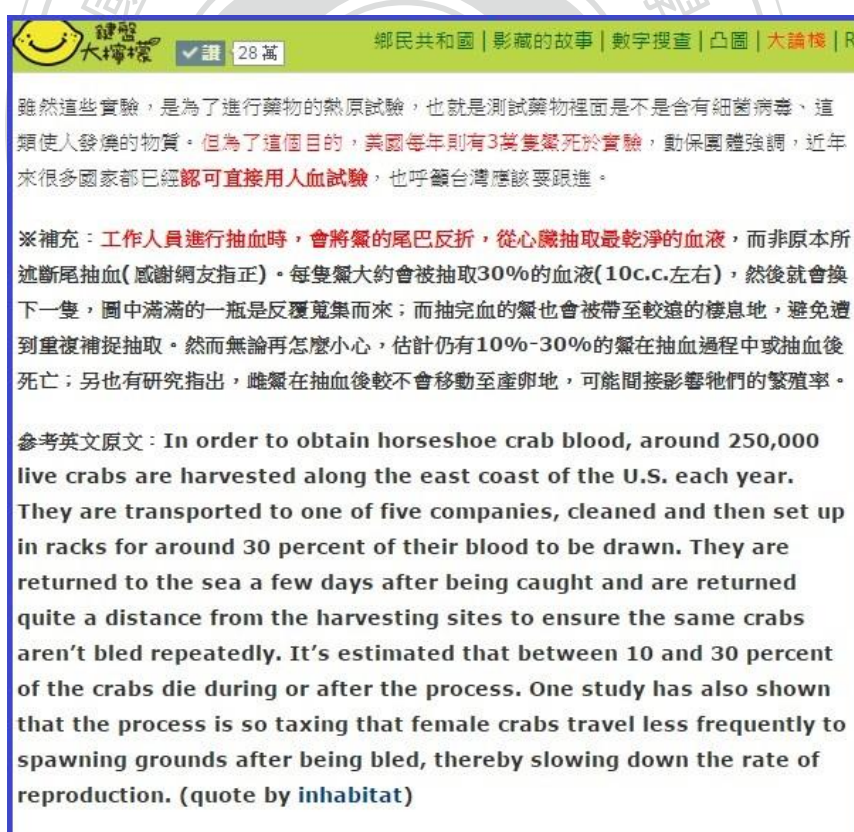 鍵盤
大檸檬 讚 28 萬 鄉民共和國 | 影藏的故事 | 數字搜查 | 凸圖 | 大論棧 | R
雖然這些實驗,是為了進行藥物的熱原試驗,也就是測試藥物裡面是不是含有細菌病毒、這
類使人發燒的物質。但為了這個目的,美國每年則有3萬隻鱟死於實驗,動保團體強調,近年
來很多國家都已經認可直接用人血試驗,也呼籲台灣應該要跟進。
※補充:工作人員進行抽血時,會將鱟的尾巴反折,從心臟抽取最乾淨的血液,而非原本所
述斷尾抽血(感謝網友指正)。每隻鱟大約會被抽取30%的血液(10c.c.左右),然後就會換
下一隻,圖中滿滿的一瓶是反覆蒐集而來;而抽完血的鱟也會被帶至較遠的棲息地,避免遭
到重複補捉抽取。然而無論再怎麼小心,估計仍有10%-30%的鱟在抽血過程中或抽血後
死亡;另也有研究指出,雌鱟在抽血後較不會移動至產卵地,可能間接影響牠們的繁殖率。
參考英文原文:In order to obtain horseshoe crab blood, around 250,000
live crabs are harvested along the east coast of the U.S. each year.
They are transported to one of five companies, cleaned and then set up
in racks for around 30 percent of their blood to be drawn. They are
returned to the sea a few days after being caught and are returned
quite a distance from the harvesting sites to ensure the same crabs
aren't bled repeatedly. It's estimated that between 10 and 30 percent
of the crabs die during or after the process. One study has also shown
that the process is so taxing that female crabs travel less frequently to
spawning grounds after being bled, thereby slowing down the rate of
reproduction. (quote by inhabitat)